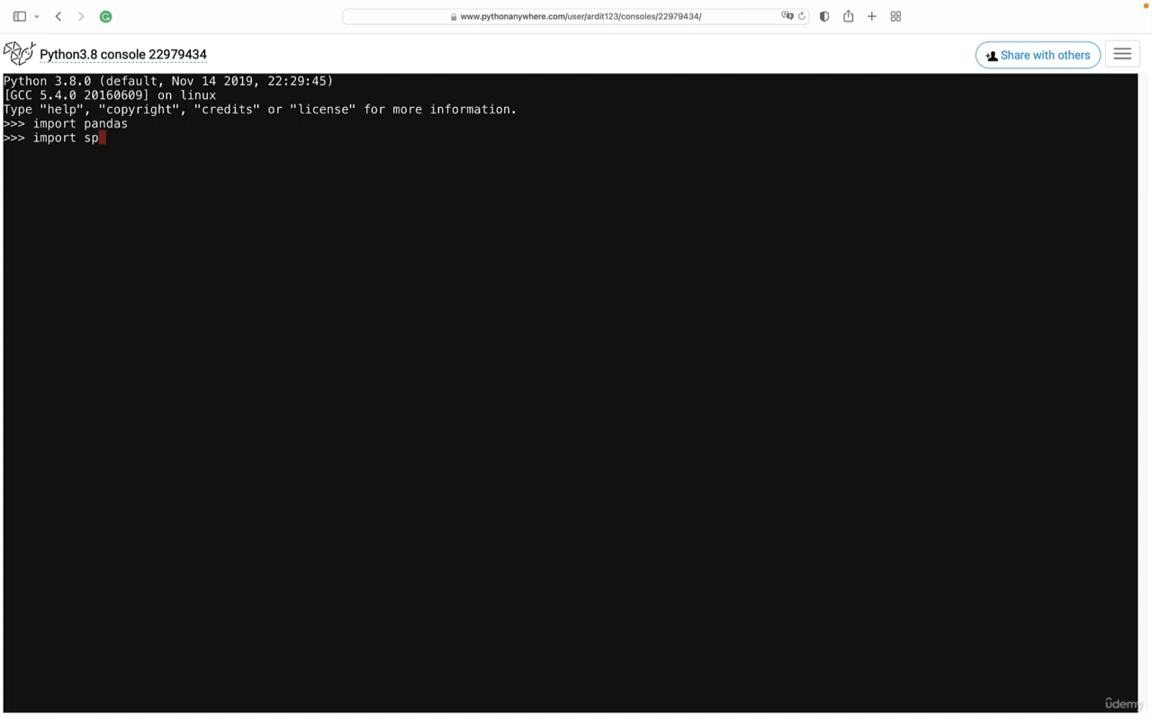 www.pythonanywhere.com/user/ardit123/consoles/22979434/
Python3.8 console 22979434
Share with others
Python 3.8.0 (default, Nov 14 2019, 22:29:45)
[GCC 5.4.0 20160609] on linux
Type "help", "copyright", "credits" or "license" for more information.
>>> import pandas
>>> import sp
udemy